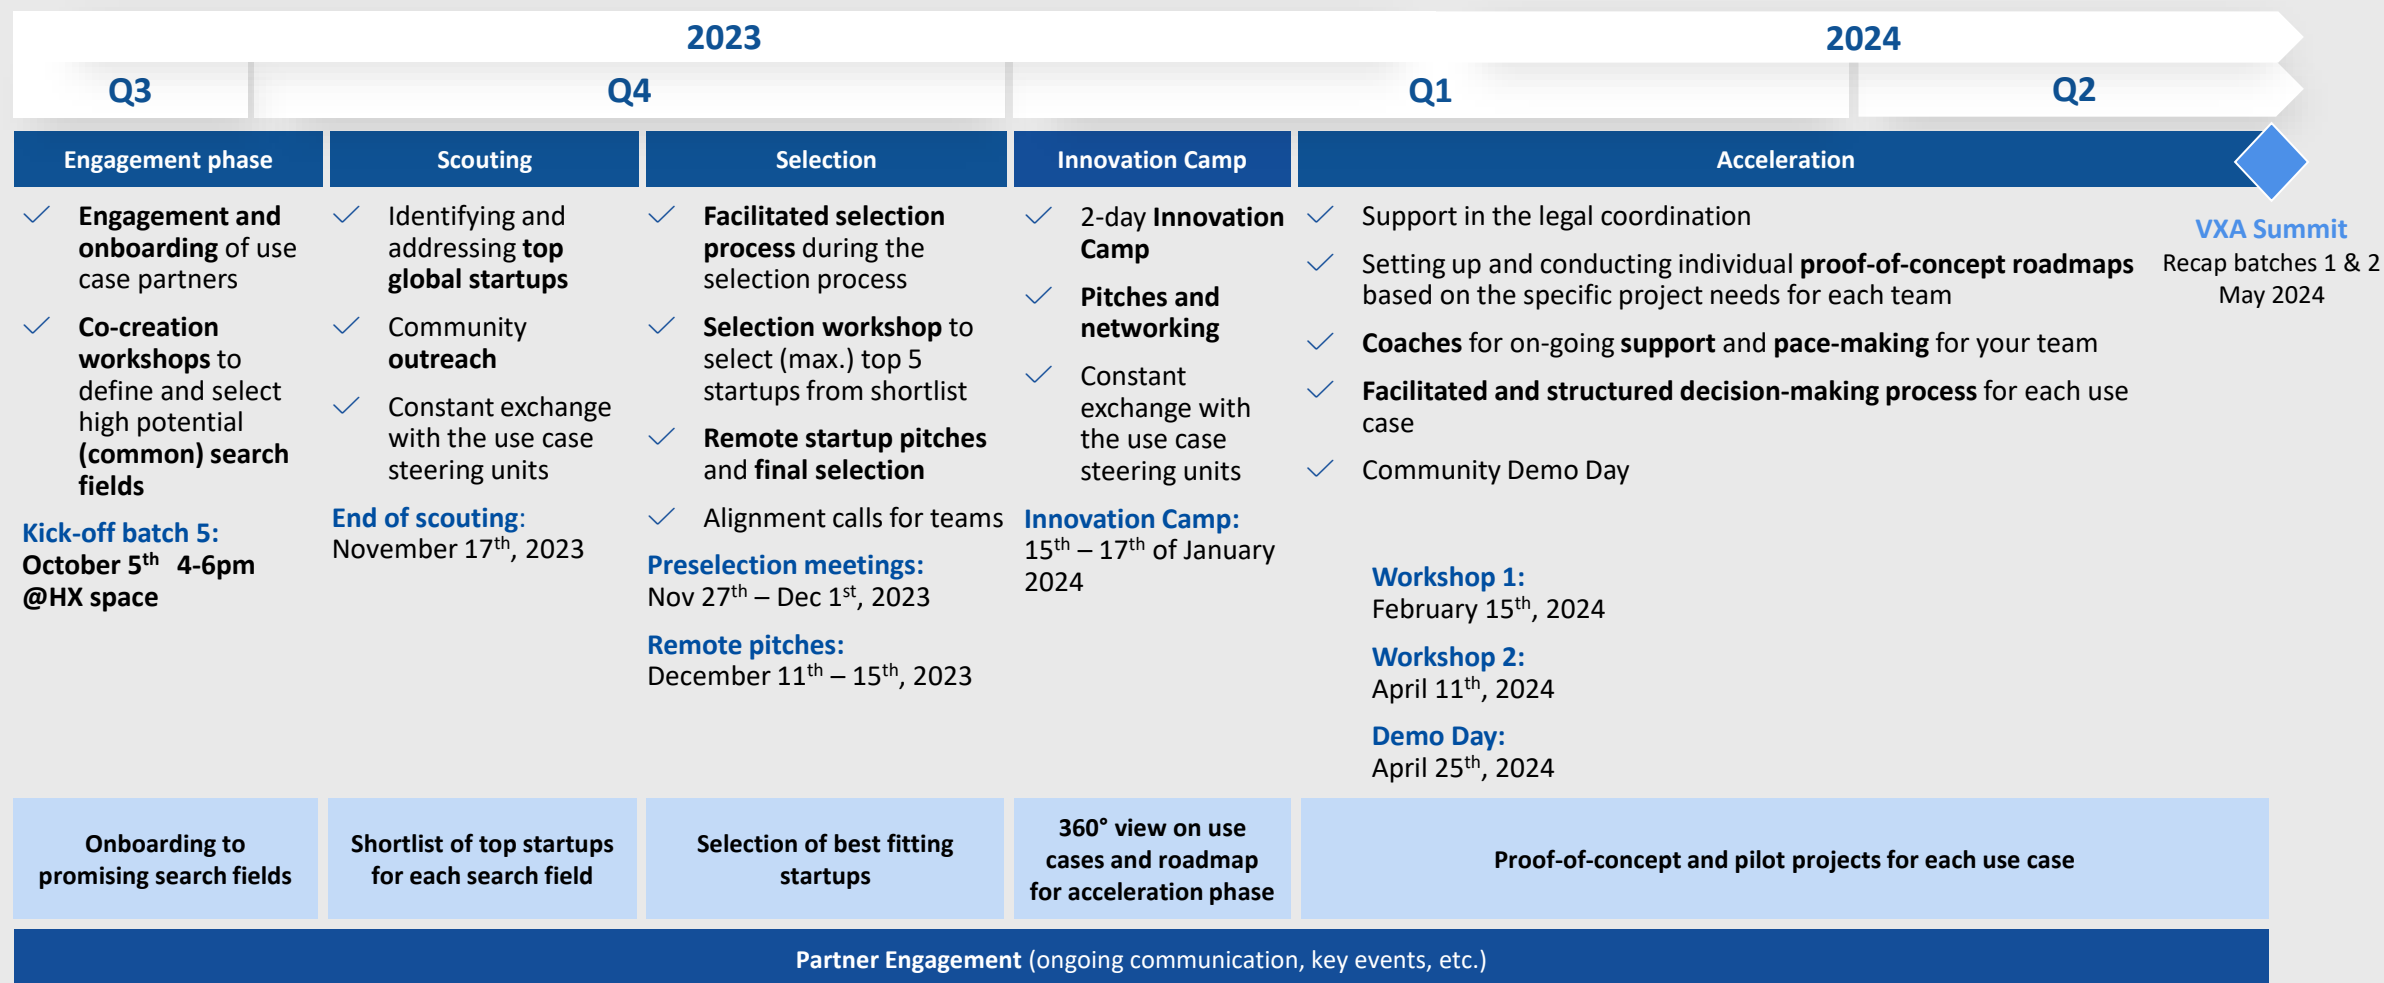 2023
2024
Q3
Q4
Q1
Q2
Engagement phase
Scouting
Selection
Innovation Camp
Acceleration
Engagement and
onboarding of use
case partners
Co-creation
workshops to
define and select
high potential
(common) search
fields
Kick-off batch 5:
October 5th 4-6pm
@HX space
Identifying and
addressing top
global startups
Community
outreach
Constant exchange
with the use case
steering units
End of scouting:
November 17th, 2023
Facilitated selection
process during the
selection process
Selection workshop to
select (max.) top 5
startups from shortlist
Remote startup pitches
and final selection
Alignment calls for teams
Preselection meetings:
Nov 27th – Dec 1st, 2023
Remote pitches:
December 11th – 15th, 2023
2-day Innovation
Camp
Pitches and
networking
Constant
exchange with
the use case
steering units
Innovation Camp:
15th – 17th of January
2024
Support in the legal coordination
Setting up and conducting individual proof-of-concept roadmaps
based on the specific project needs for each team
Coaches for on-going support and pace-making for your team
Facilitated and structured decision-making process for each use
case
Community Demo Day
Workshop 1:
February 15th, 2024
Workshop 2:
April 11th, 2024
Demo Day:
April 25th, 2024
VXA Summit
Recap batches 1 & 2
May 2024
Onboarding to
promising search fields
Shortlist of top startups
for each search field
Selection of best fitting
startups
360° view on use
cases and roadmap
for acceleration phase
Proof-of-concept and pilot projects for each use case
Partner Engagement (ongoing communication, key events, etc.)